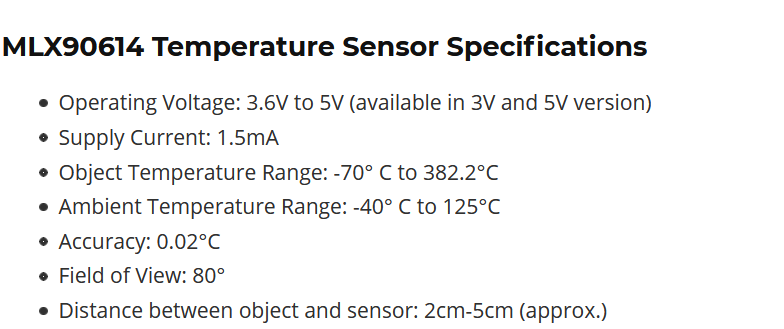 MLX90614 Temperature Sensor Specifications
Operating Voltage: 3.6V to 5V (available in 3V and 5V version)
Supply Current: 1.5mA
Object Temperature Range: -70° C to 382.2°C
Ambient Temperature Range: -40° C to 125°C
Accuracy: 0.02°C
Field of View: 80°
Distance between object and sensor: 2cm-5cm (approx.)